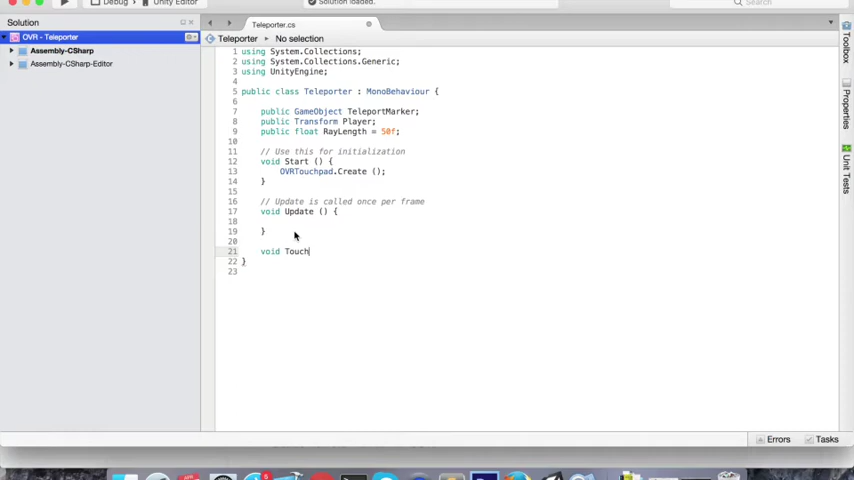 Debug
Unity Editor
Solution loaded.
Search
Solution
Teleporter.cs
OVR - Teleporter
Teleporter
No selection
Assembly-CSharp
Assembly-CSharp-Editor
1 using System.Collections;
2 using System.Collections.Generic;
3 using UnityEngine;
4
5 public class Teleporter : MonoBehaviour {
6
7 public GameObject TeleportMarker;
8 public Transform Player;
9 public float RayLength = 50f;
10
11 // Use this for initialization
12 void Start () {
13 OVRTouchpad.Create ();
14 }
15
16 // Update is called once per frame
17 void Update () {
18
19 }
20
21 void Touch
22 }
23
Toolbox
Properties
Unit Tests
Errors
Tasks